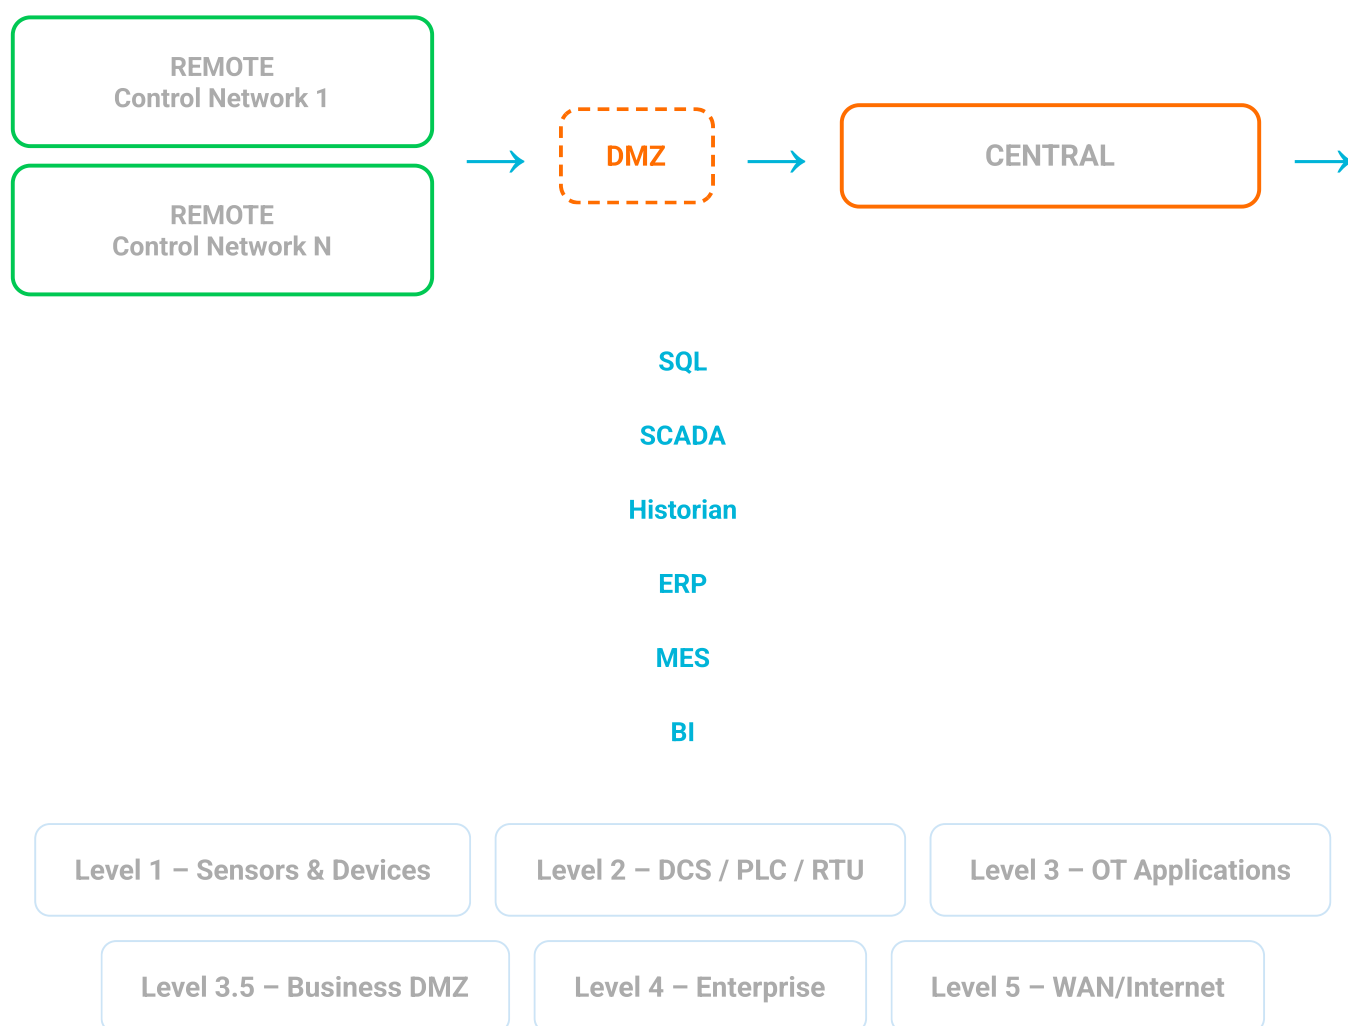 REMOTE
Control Network 1
REMOTE
Control Network N
DMZ
CENTRAL
SQL
SCADA
Historian
ERP
MES
BI
Level 1 – Sensors & Devices
Level 2 – DCS / PLC / RTU
Level 3 – OT Applications
Level 3.5 – Business DMZ
Level 4 – Enterprise
Level 5 – WAN/Internet